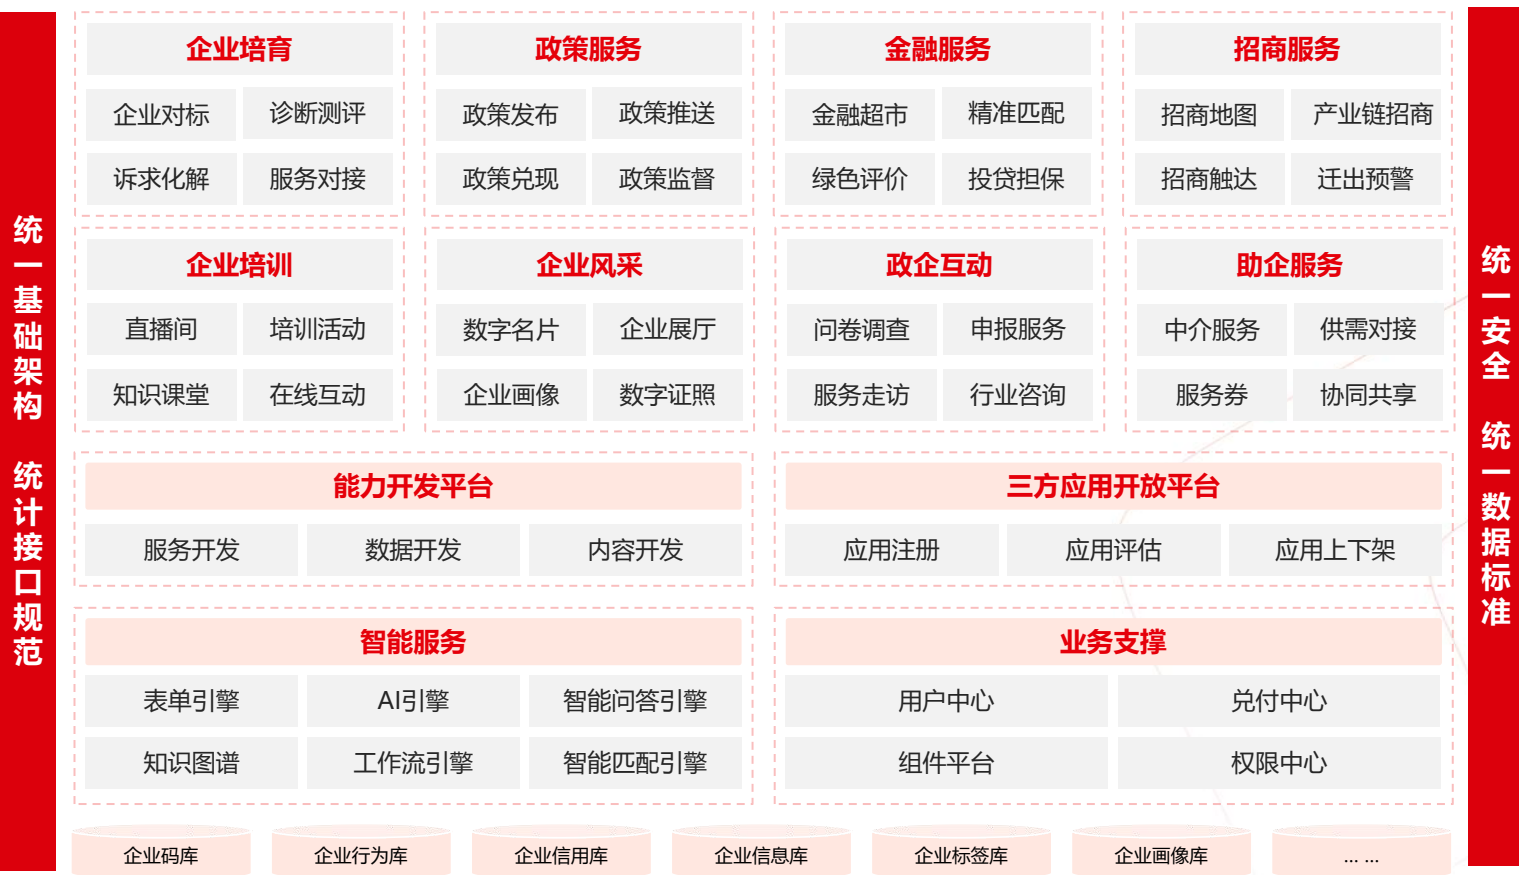 统一基础架构 统计接口规范
企业培育
企业对标 诊断测评
诉求化解 服务对接
政策服务
政策发布 政策推送
政策兑现 政策监督
金融服务
金融超市 精准匹配
绿色评价 投贷担保
招商服务
招商地图 产业链招商
招商触达 迁出预警
企业培训
直播间 培训活动
知识课堂 在线互动
企业风采
数字名片 企业展厅
企业画像 数字证照
政企互动
问卷调查 申报服务
服务走访 行业咨询
助企服务
中介服务 供需对接
服务券 协同共享
能力开发平台
服务开发 数据开发 内容开发
三方应用开放平台
应用注册 应用评估 应用上下架
智能服务
表单引擎 AI引擎 智能问答引擎
知识图谱 工作流引擎 智能匹配引擎
业务支撑
用户中心 兑付中心
组件平台 权限中心
企业码库 企业行为库 企业信用库 企业信息库 企业标签库 企业画像库 ... ...
统一安全 统一数据标准